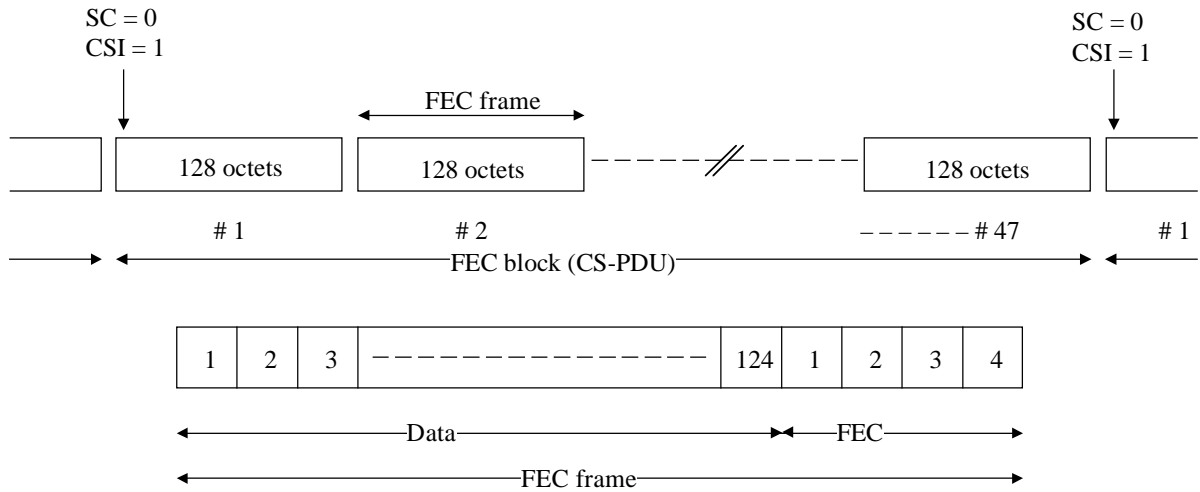 SC = 0
CSI = 1
SC = 0
CSI = 1
FEC frame
128 octets
128 octets
128 octets
# 1
# 2
# 47
# 1
FEC block (CS-PDU)
1 2 3 124 1 2 3 4
Data
FEC
FEC frame